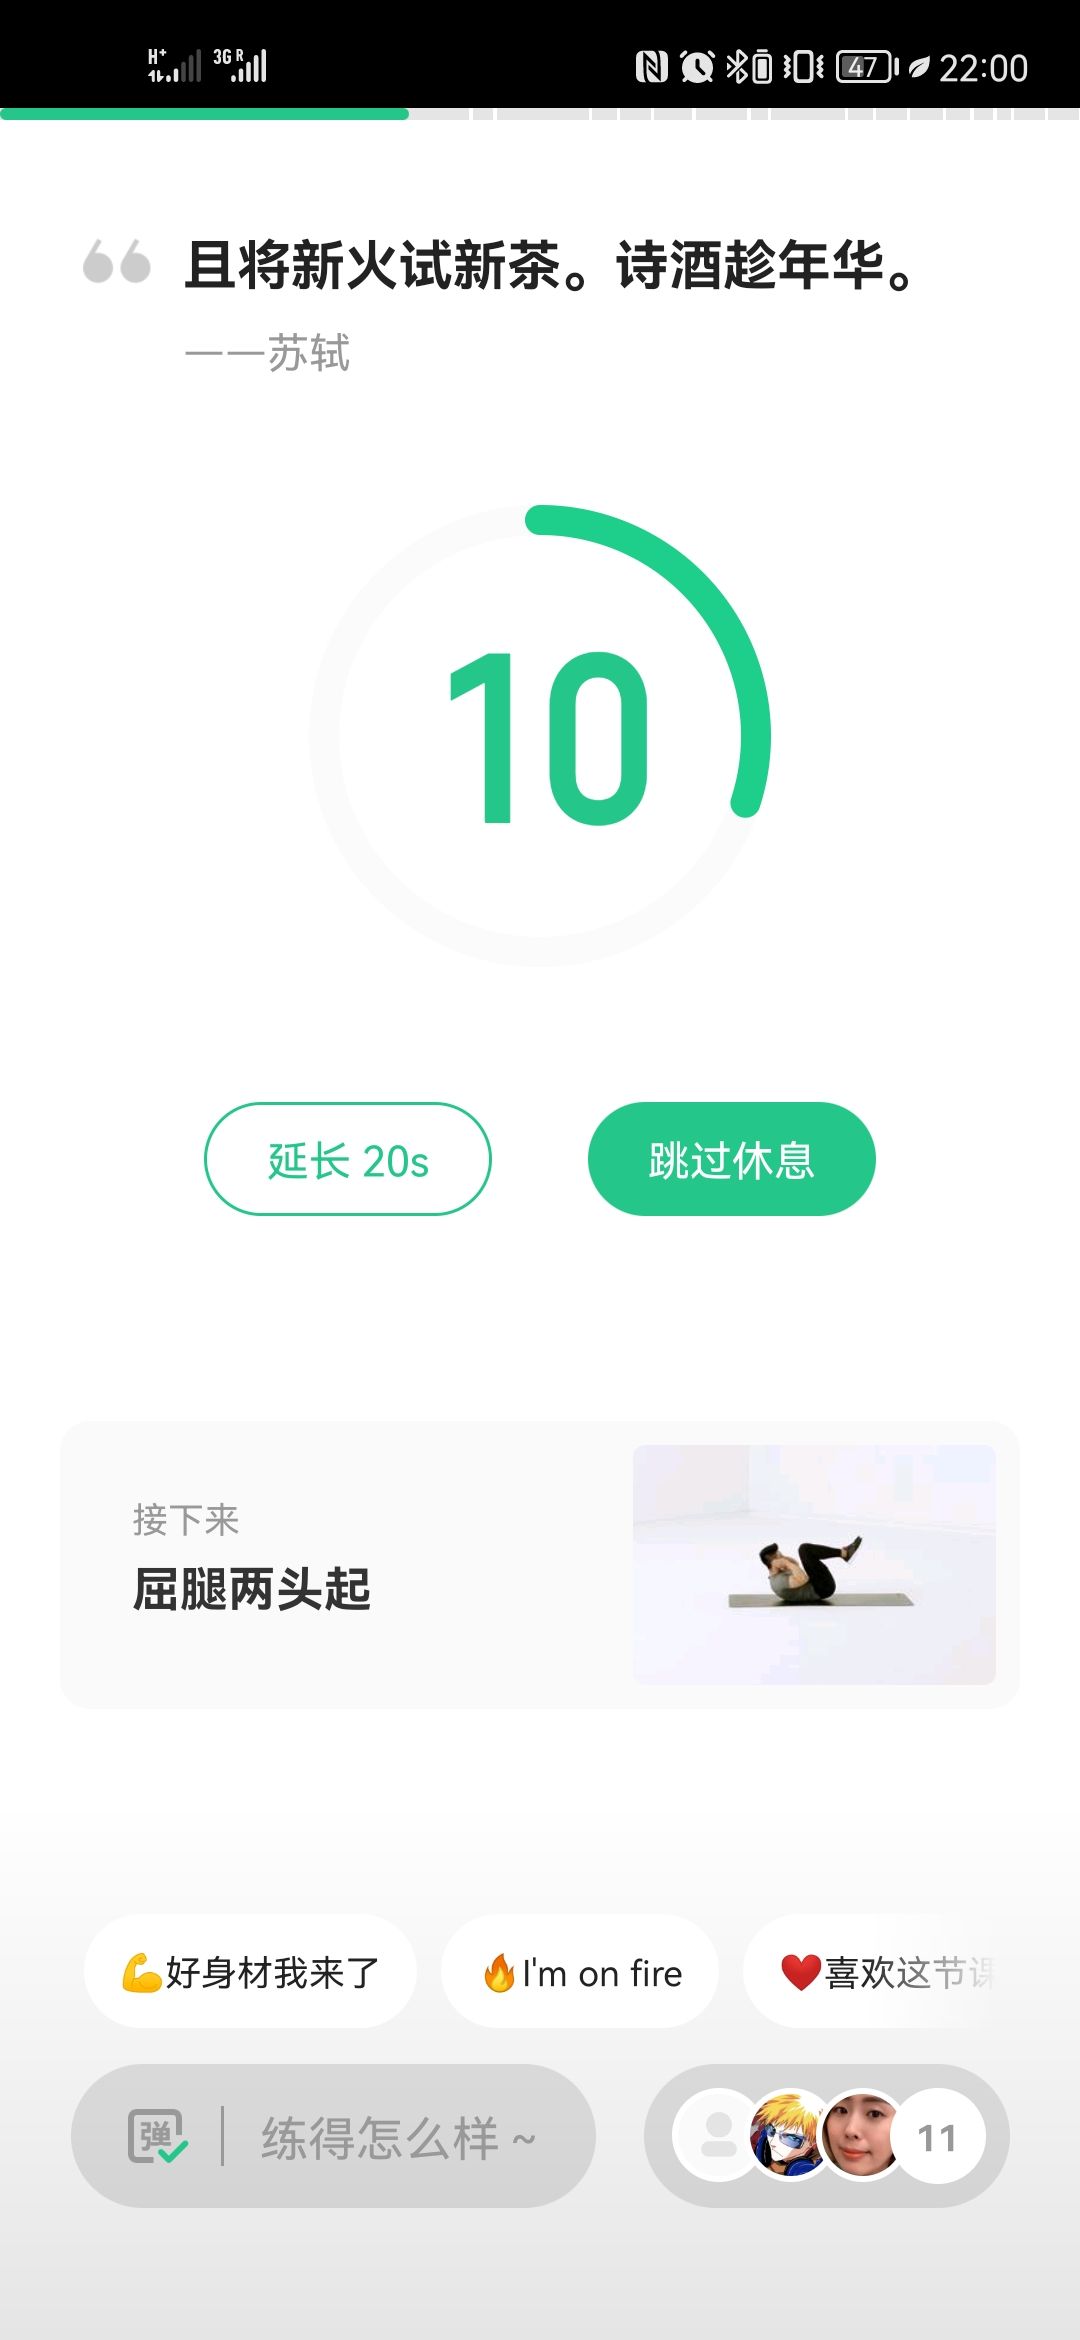 H+ 3G R 47 22:00
且将新火试新茶。诗酒趁年华。
——苏轼
10
延长 20s
跳过休息
接下来
屈腿两头起
💪好身材我来了
🔥I'm on fire
❤️喜欢这节课
弹 练得怎么样 ~
11